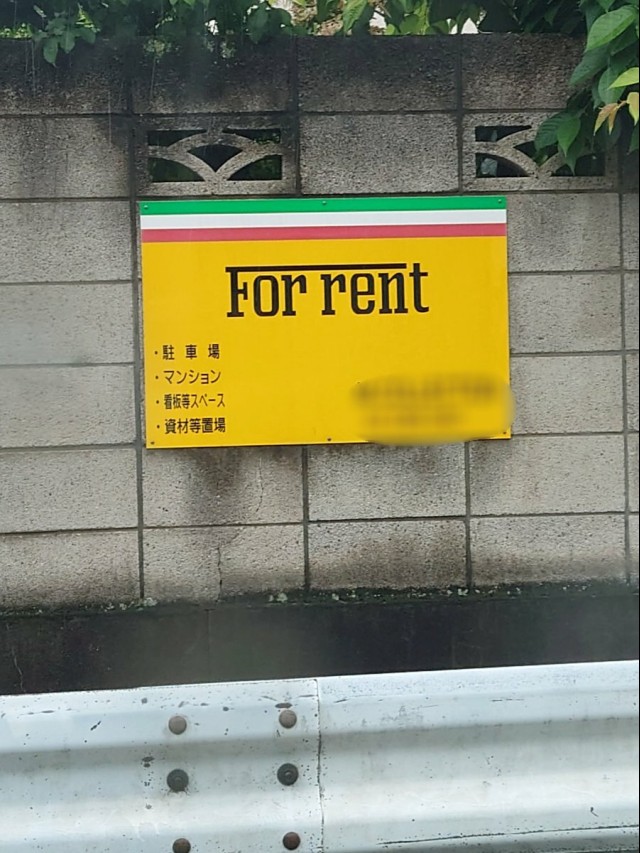 For rent
・駐車場
・マンション
・看板等スペース
・資材等置場